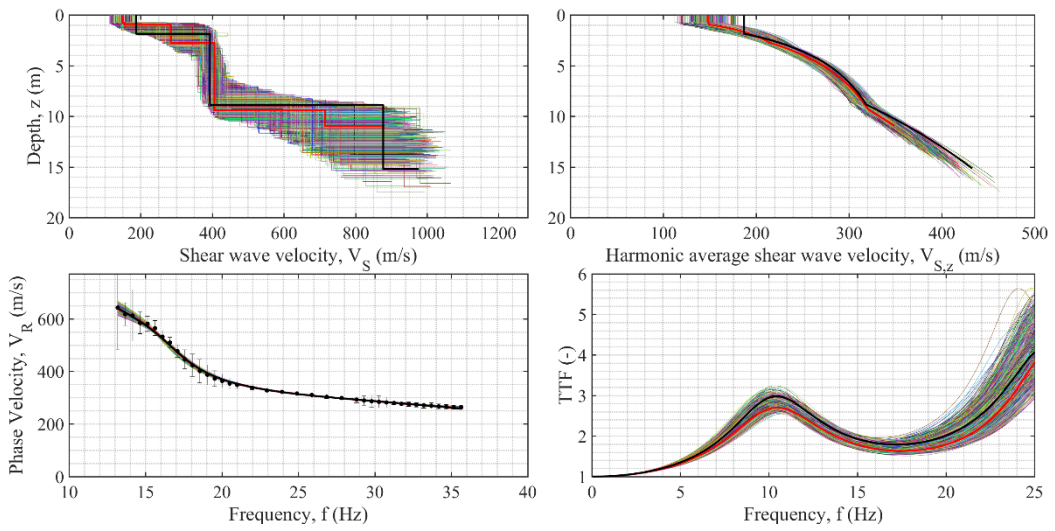 0
5
10
15
20
Depth, z (m)
0 200 400 600 800 1000 1200
Shear wave velocity, V_S (m/s)
0
5
10
15
20
0 100 200 300 400 500
Harmonic average shear wave velocity, V_S,z (m/s)
600
400
200
0
Phase Velocity, V_R (m/s)
10 15 20 25 30 35 40
Frequency, f (Hz)
6
5
4
3
2
1
TTF (-)
0 5 10 15 20 25
Frequency, f (Hz)